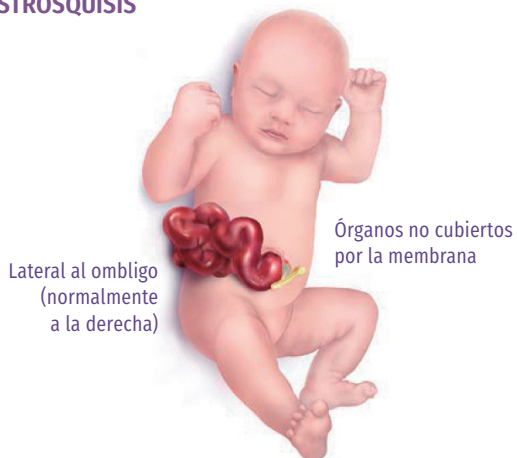 STROSQUISIS
Órganos no cubiertos
por la membrana
Lateral al ombligo
(normalmente
a la derecha)